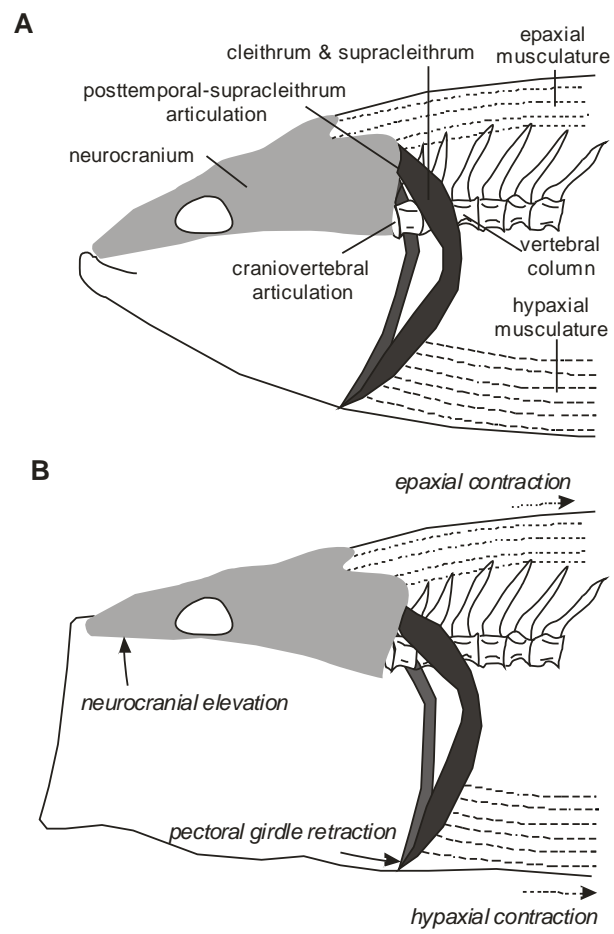 A
epaxial
musculature
cleithrum & supracleithrum
posttemporal-supracleithrum
articulation
neurocranium
craniovertebral
articulation
vertebral
column
hypaxial
musculature
B
epaxial contraction
neurocranial elevation
pectoral girdle retraction
hypaxial contraction